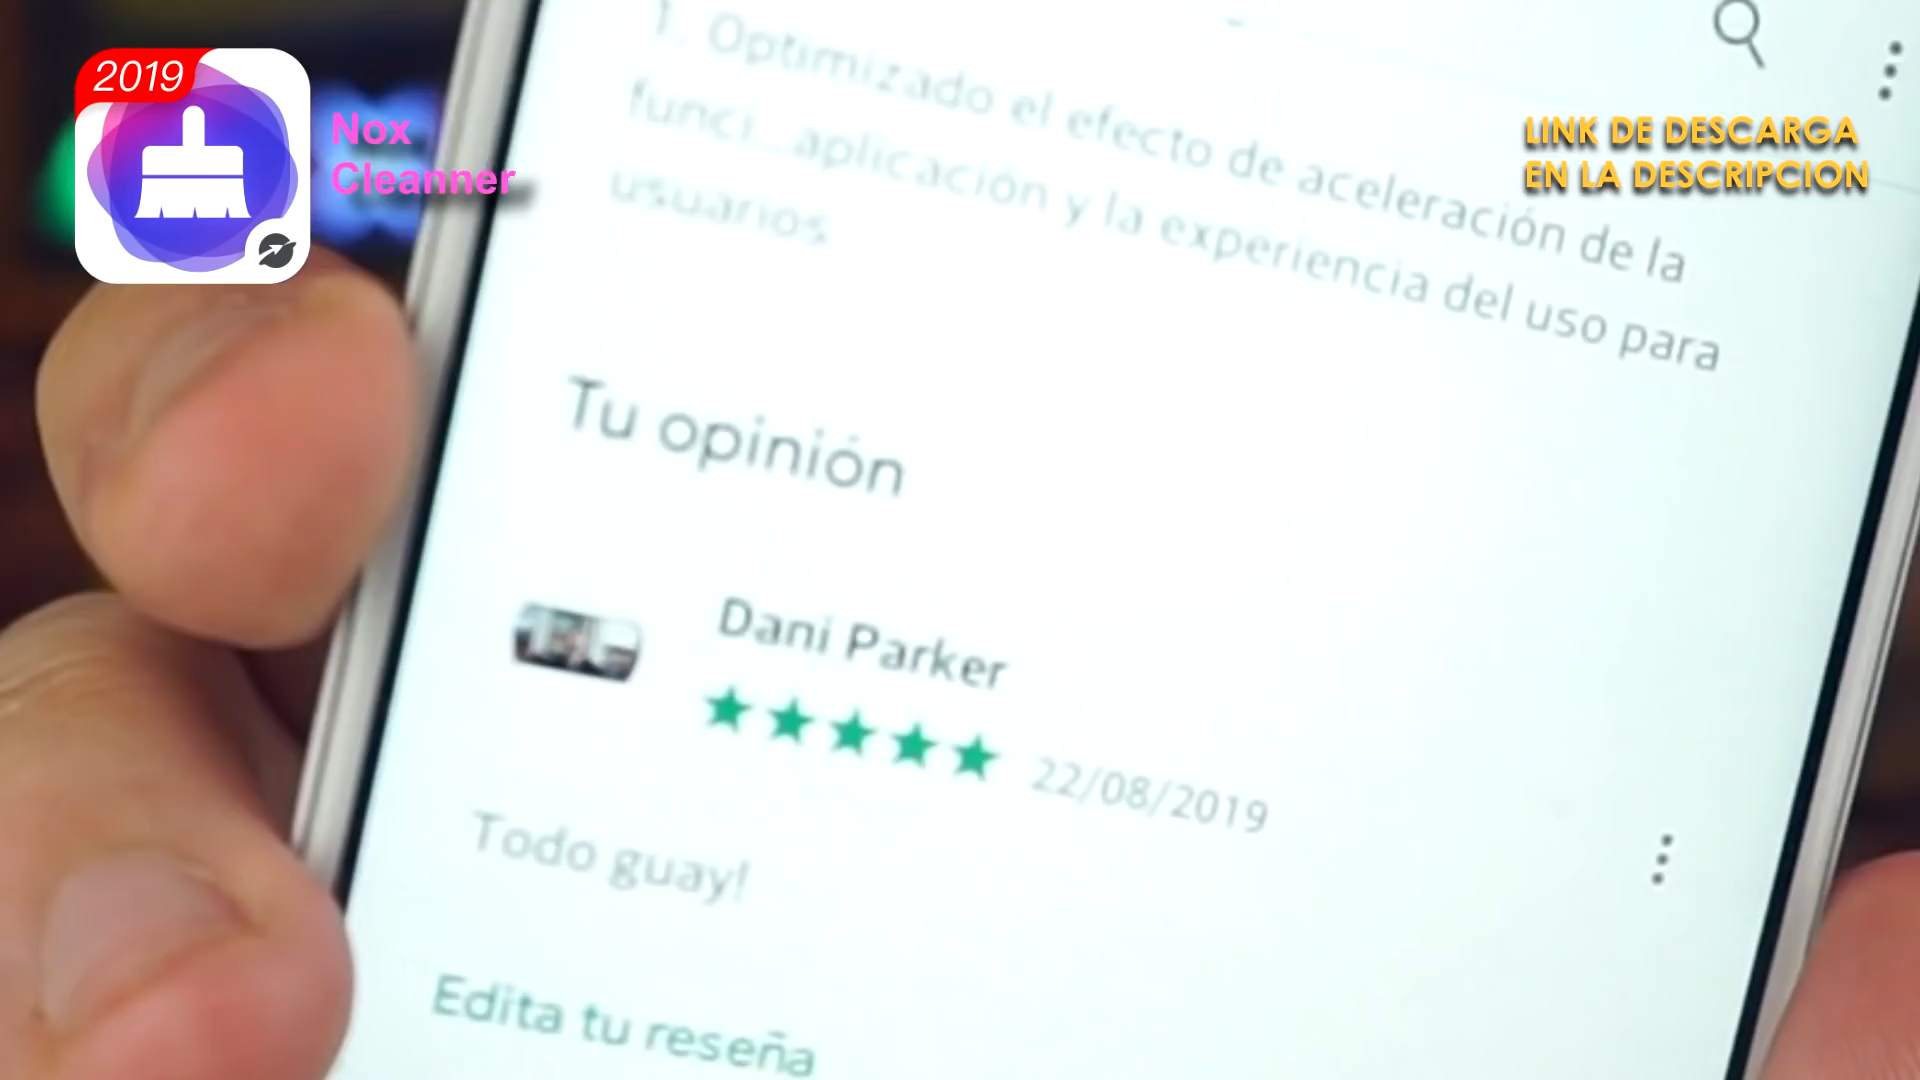 2019
Nox
Cleanner
LINK DE DESCARGA
EN LA DESCRIPCION
1. Optimizado el efecto de aceleración de la
funci...aplicación y la experiencia del uso para
usuarios
Tu opinión
Dani Parker
22/08/2019
Todo guay!
Edita tu reseña